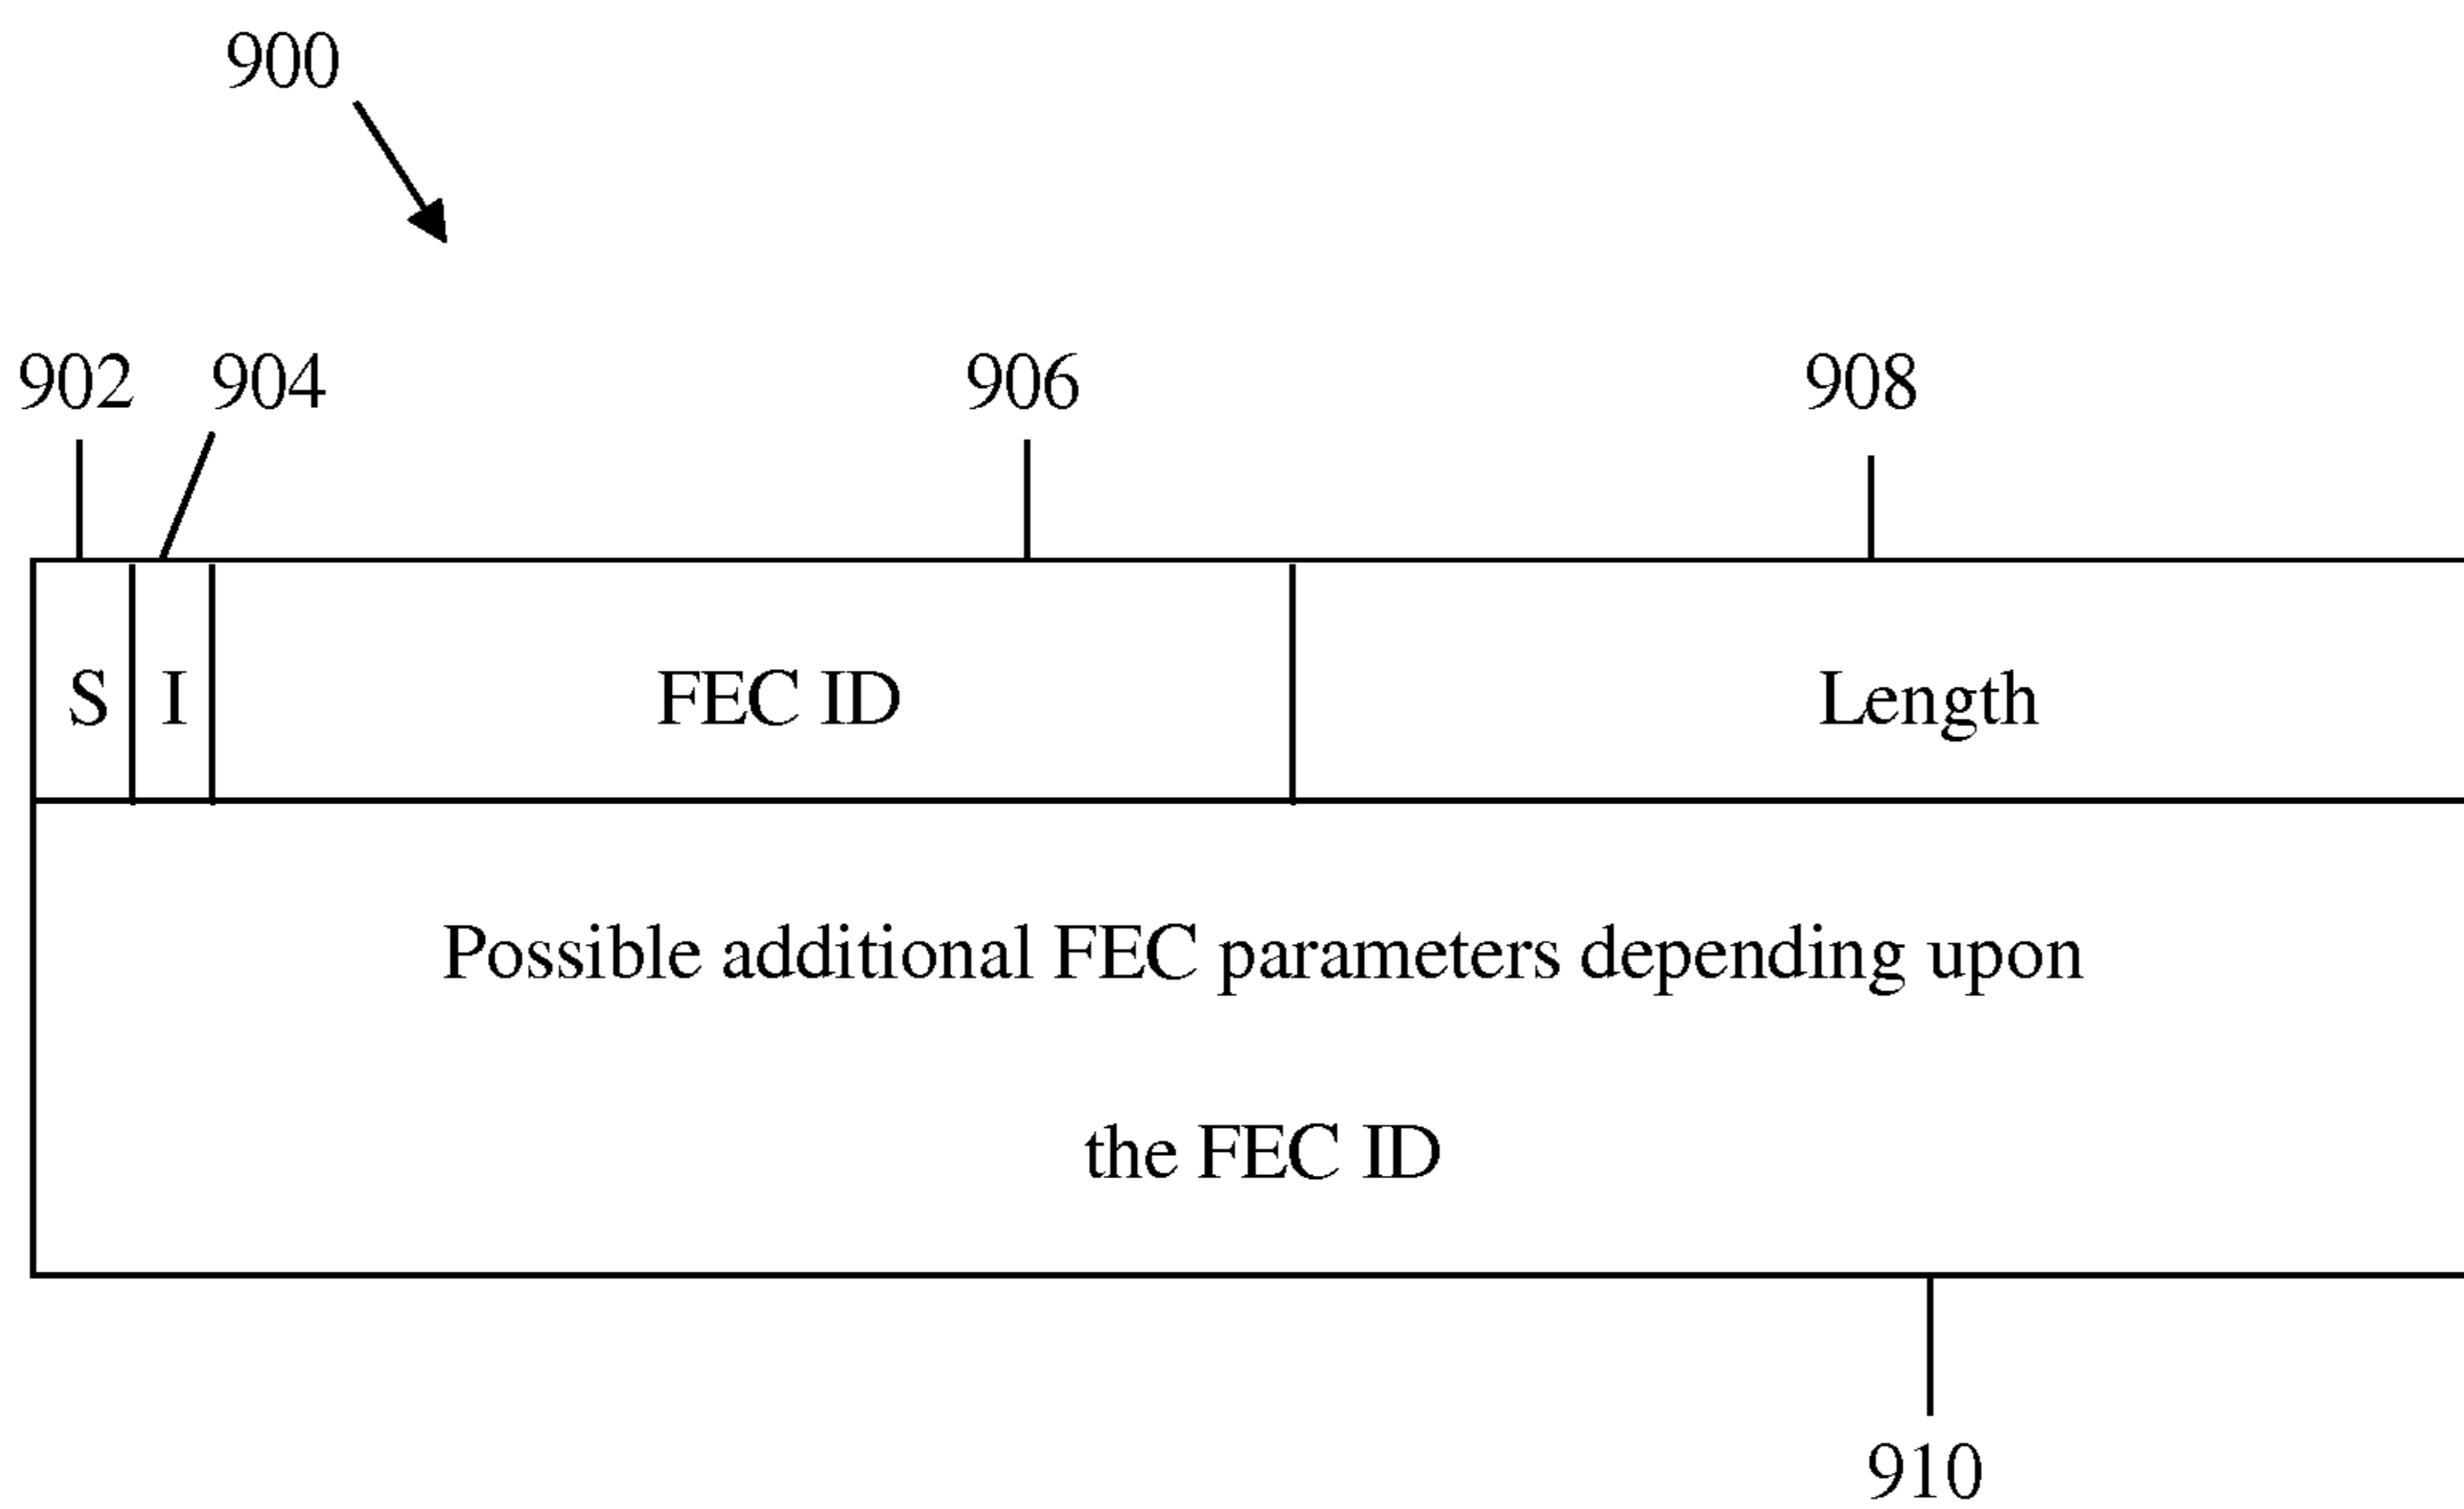 900
902 904 906 908
S I FEC ID Length
Possible additional FEC parameters depending upon
the FEC ID
910